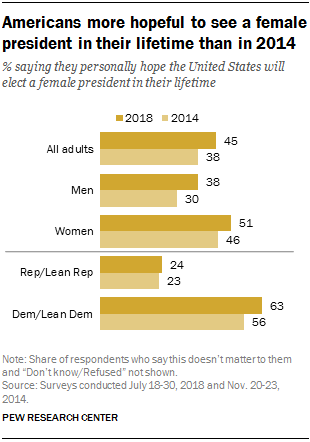 Americans more hopeful to see a female
president in their lifetime than in 2014
% saying they personally hope the United States will
elect a female president in their lifetime
2018 2014
All adults 45
38
Men 38
30
Women 51
46
Rep/Lean Rep 24
23
Dem/Lean Dem 63
56
Note: Share of respondents who say this doesn't matter to them
and “Don't know/Refused” not shown.
Source: Surveys conducted July 18-30, 2018 and Nov. 20-23,
2014.
PEW RESEARCH CENTER